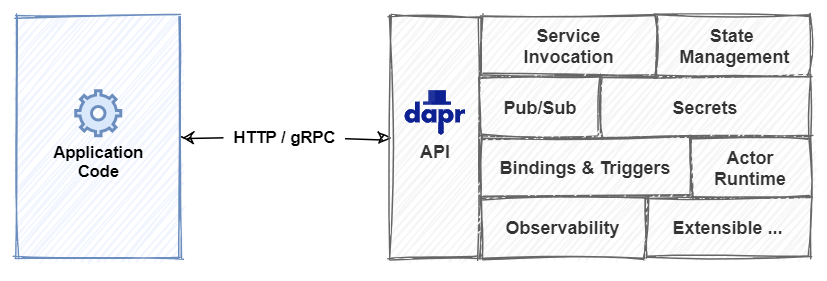 Application
Code
HTTP / gRPC
dapr
API
Service
Invocation
State
Management
Pub/Sub
Secrets
Bindings & Triggers
Actor
Runtime
Observability
Extensible ...